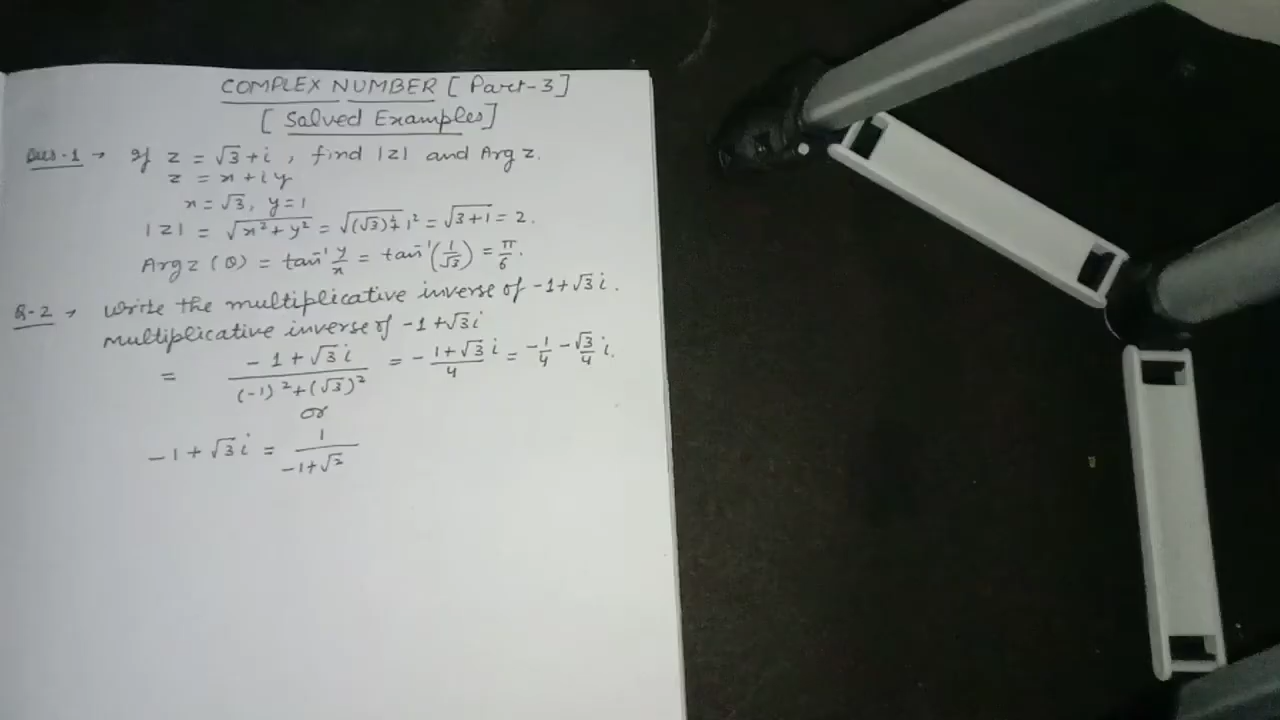 COMPLEX NUMBER [ Part-3]
[ Solved Examples]
Ques-1 → If z = √3 + i , find |z| and Arg z.
z = x + i y
x = √3, y = 1
|z| = √(x² + y²) = √((√3)² + 1²) = √(3+1) = 2.
Arg z (θ) = tan⁻¹ y/x = tan⁻¹ (1/√3) = π/6.
Q-2 → Write the multiplicative inverse of -1+√3 i.
multiplicative inverse of -1+√3 i
= (-1+√3 i)/((-1)²+(√3)²) = -(1+√3 i)/4 = -1/4 - √3/4 i.
or
-1+√3 i = 1/(-1+√2